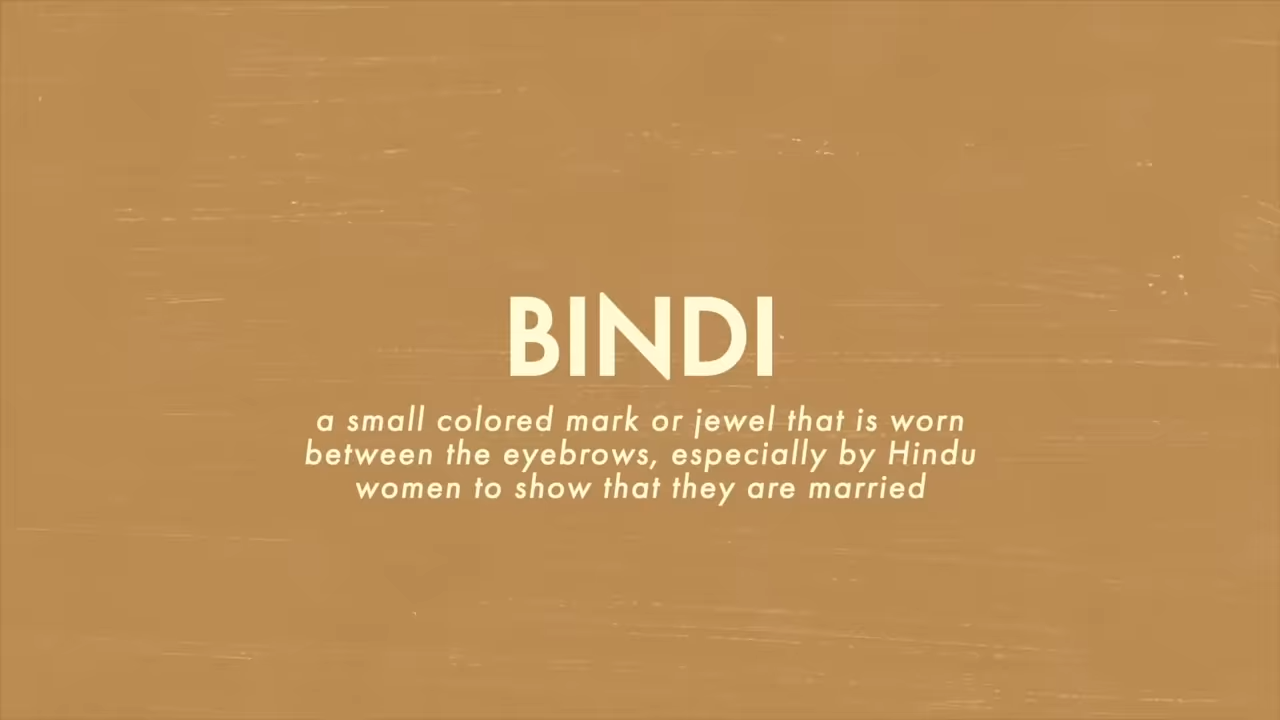 BINDI
a small colored mark or jewel that is worn
between the eyebrows, especially by Hindu
women to show that they are married